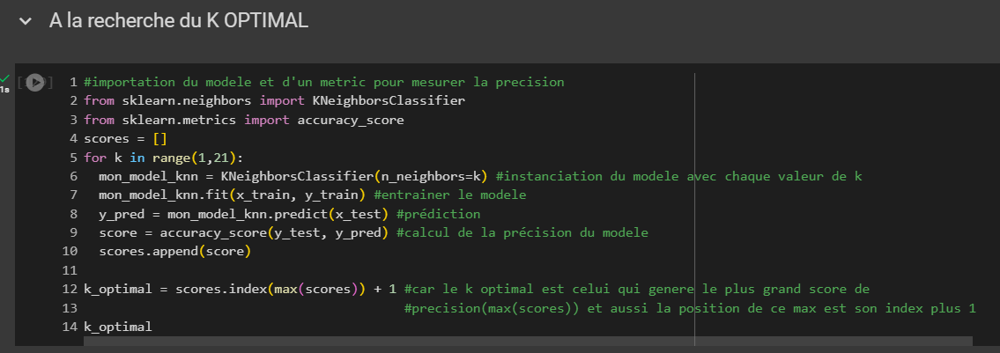 A la recherche du K OPTIMAL
1s
1 #importation du modele et d'un metric pour mesurer la precision
2 from sklearn.neighbors import KNeighborsClassifier
3 from sklearn.metrics import accuracy_score
4 scores = []
5 for k in range(1,21):
6   mon_model_knn = KNeighborsClassifier(n_neighbors=k) #instanciation du modele avec chaque valeur de k
7   mon_model_knn.fit(x_train, y_train) #entrainer le modele
8   y_pred = mon_model_knn.predict(x_test) #prédiction
9   score = accuracy_score(y_test, y_pred) #calcul de la précision du modele
10   scores.append(score)
11
12 k_optimal = scores.index(max(scores)) + 1 #car le k optimal est celui qui genere le plus grand score de
13                                           #precision(max(scores)) et aussi la position de ce max est son index plus 1
14 k_optimal